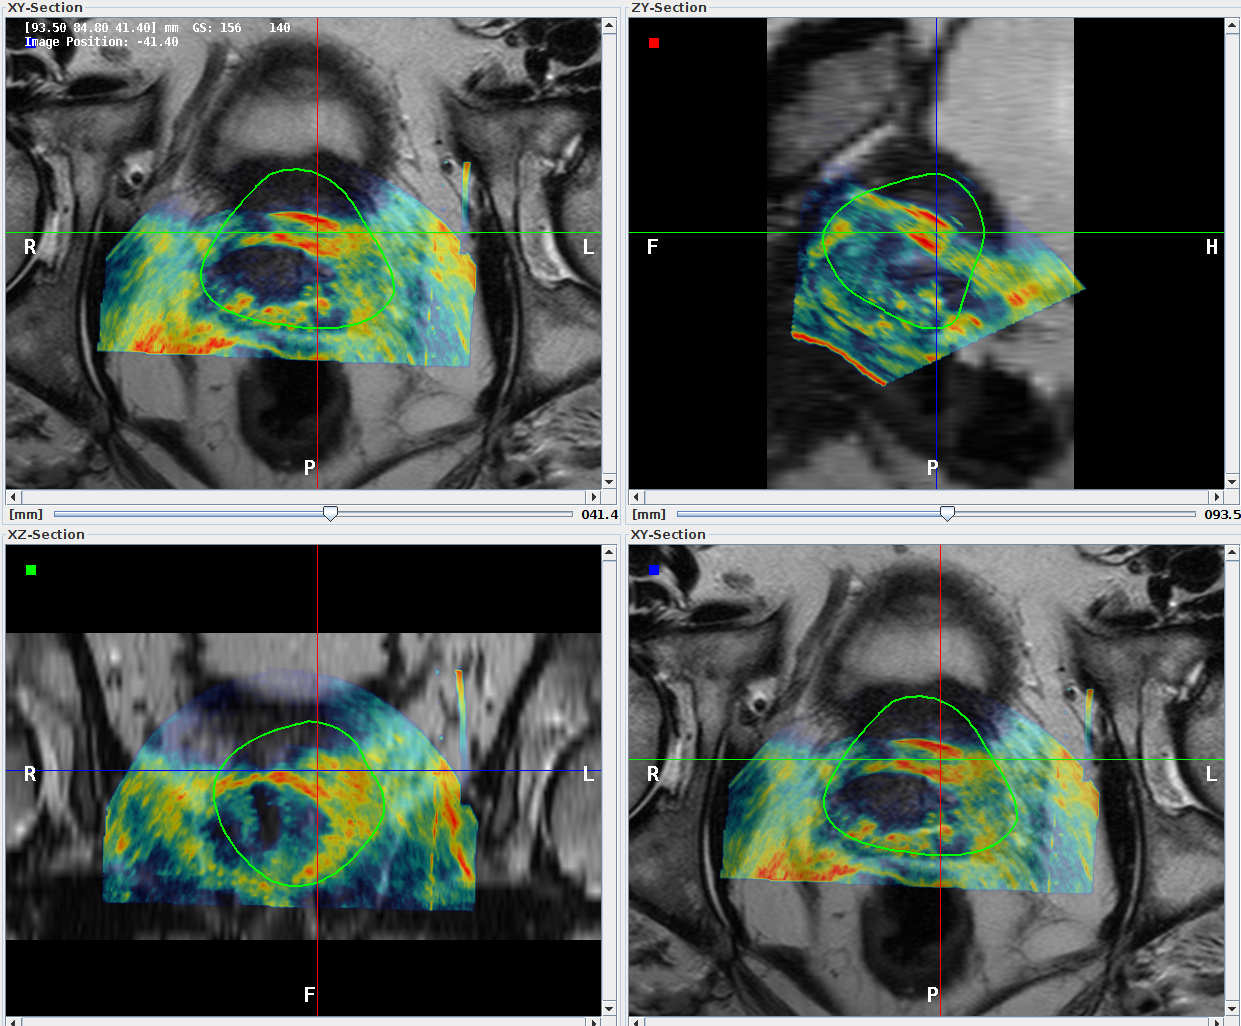 XY-Section
[93.50 84.80 41.40] mm GS: 156 140
Image Position: -41.40
R
L
P
[mm]
041.4
ZY-Section
F
H
P
[mm]
093.5
XZ-Section
R
L
F
XY-Section
R
L
P